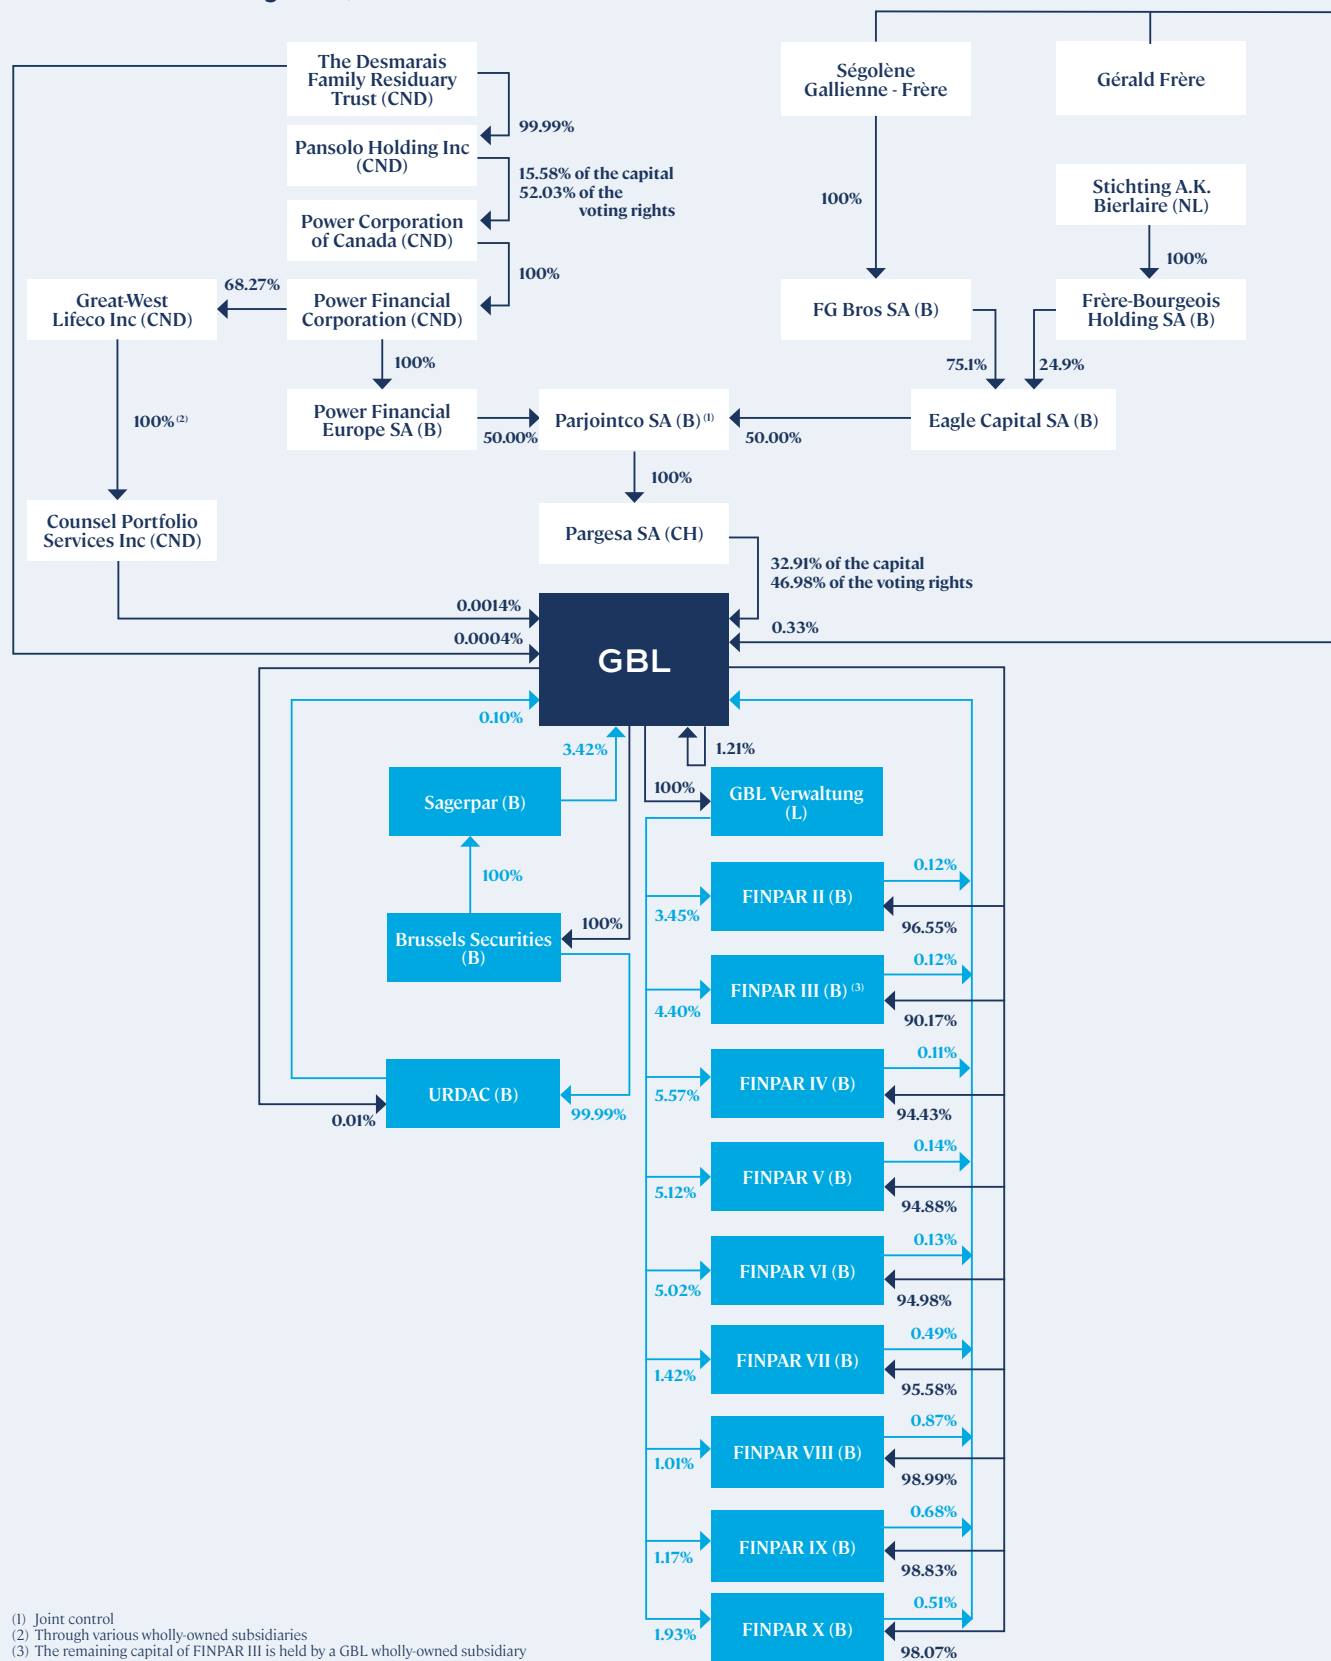 The Desmarais
Family Residuary
Trust (CND)
99.99%
Pansolo Holding Inc
(CND)
15.58% of the capital
52.03% of the
voting rights
Power Corporation
of Canada (CND)
100%
Power Financial
Corporation (CND)
68.27%
Great-West
Lifeco Inc (CND)
100%
100% (2)
Power Financial
Europe SA (B)
50.00%
Counsel Portfolio
Services Inc (CND)
Ségolène
Gallienne - Frère
Gérald Frère
100%
Stichting A.K.
Bierlaire (NL)
100%
FG Bros SA (B)
Frère-Bourgeois
Holding SA (B)
75.1%
24.9%
Parjointco SA (B) (1)
50.00%
Eagle Capital SA (B)
100%
Pargesa SA (CH)
32.91% of the capital
46.98% of the voting rights
0.0014%
0.0004%
0.33%
GBL
0.10%
3.42%
1.21%
100%
Sagerpar (B)
GBL Verwaltung
(L)
100%
100%
Brussels Securities
(B)
URDAC (B)
0.01%
99.99%
0.12%
FINPAR II (B)
3.45%
96.55%
0.12%
FINPAR III (B) (3)
4.40%
90.17%
0.11%
FINPAR IV (B)
5.57%
94.43%
0.14%
FINPAR V (B)
5.12%
94.88%
0.13%
FINPAR VI (B)
5.02%
94.98%
0.49%
FINPAR VII (B)
1.42%
95.58%
0.87%
FINPAR VIII (B)
1.01%
98.99%
0.68%
FINPAR IX (B)
1.17%
98.83%
0.51%
FINPAR X (B)
1.93%
98.07%
(1) Joint control
(2) Through various wholly-owned subsidiaries
(3) The remaining capital of FINPAR III is held by a GBL wholly-owned subsidiary